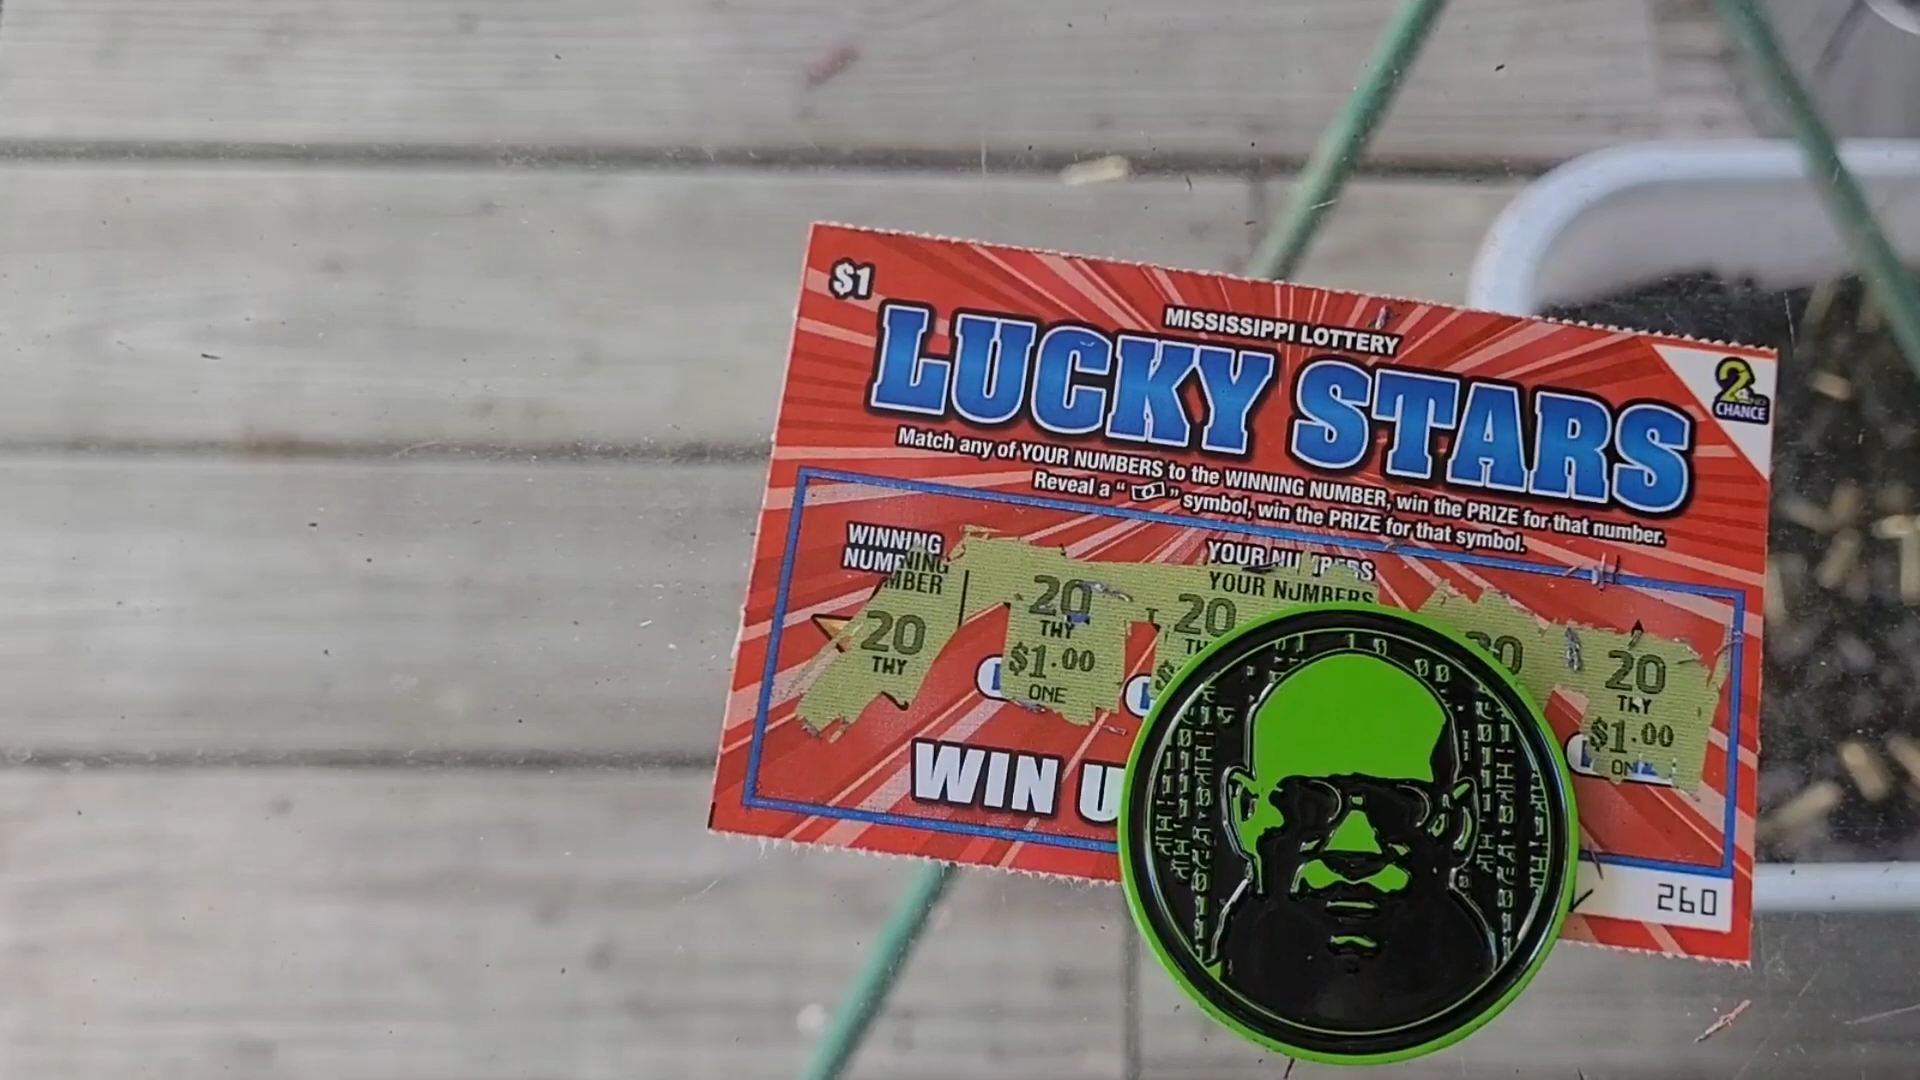 $1
MISSISSIPPI LOTTERY
LUCKY STARS
2ND CHANCE
Match any of YOUR NUMBERS to the WINNING NUMBER, win the PRIZE for that number.
Reveal a " " symbol, win the PRIZE for that symbol.
WINNING
NUMBER
YOUR NUMBERS
YOUR NUMBERS
20
THY
20
THY
$1.00
ONE
20
20
THY
$1.00
WIN
260